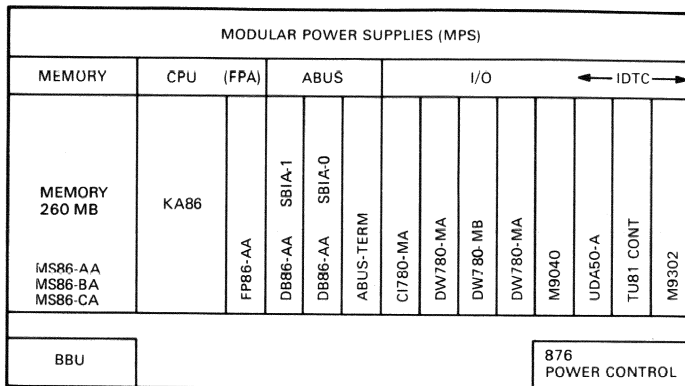 MODULAR POWER SUPPLIES (MPS)
MEMORY CPU (FPA) ABUS I/O IDTC
MEMORY
260 MB
MS86-AA
MS86-BA
MS86-CA
KA86
FP86-AA
DB86-AA SBIA-1
DB86-AA SBIA-0
ABUS-TERM
CI780-MA
DW780-MA
DW780-MB
DW780-MA
M9040
UDA50-A
TU81 CONT
M9302
BBU
876
POWER CONTROL